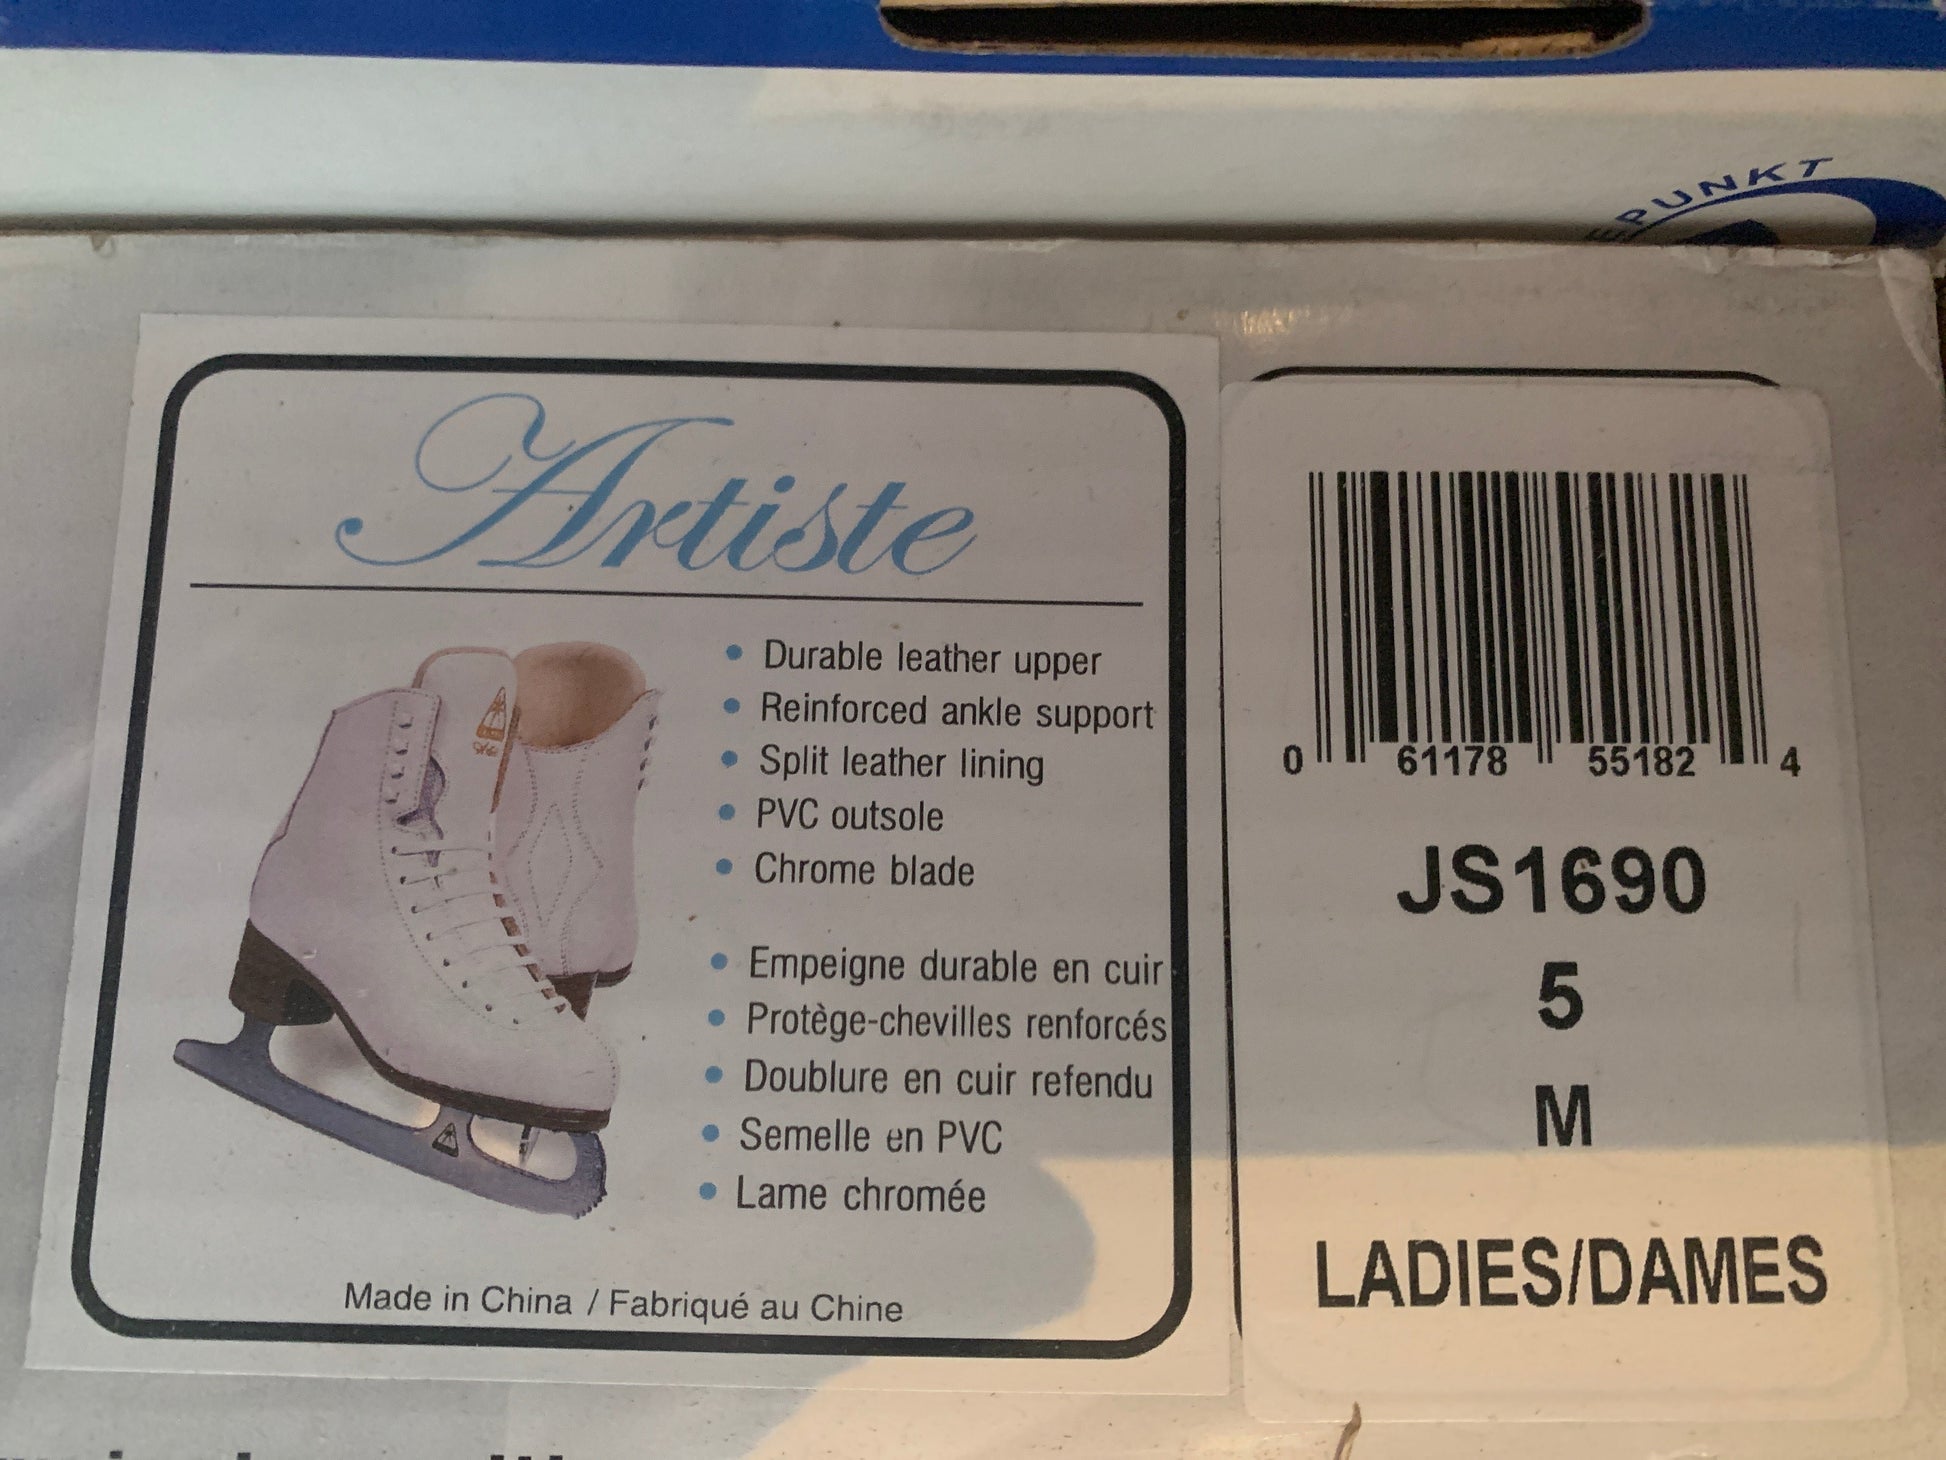 PUNKT
Artiste
• Durable leather upper
• Reinforced ankle support
• Split leather lining
• PVC outsole
• Chrome blade
• Empeigne durable en cuir
• Protège-chevilles renforcés
• Doublure en cuir refendu
• Semelle en PVC
• Lame chromée
Made in China / Fabriqué au Chine
0 61178 55182 4
JS1690
5
M
LADIES/DAMES